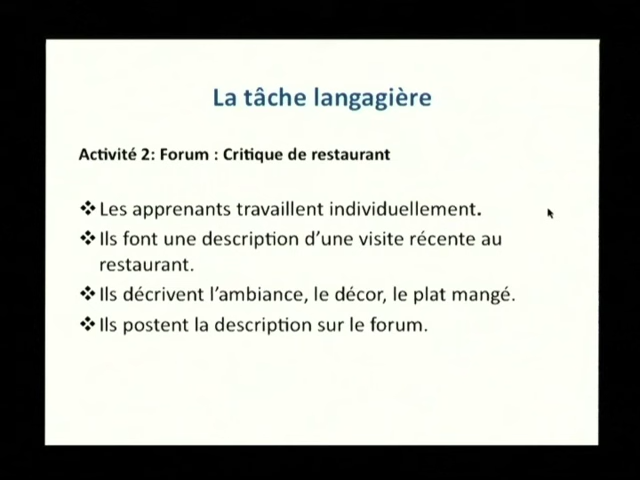 La tâche langagière
Activité 2: Forum : Critique de restaurant
❖Les apprenants travaillent individuellement.
❖Ils font une description d’une visite récente au
restaurant.
❖Ils décrivent l’ambiance, le décor, le plat mangé.
❖Ils postent la description sur le forum.